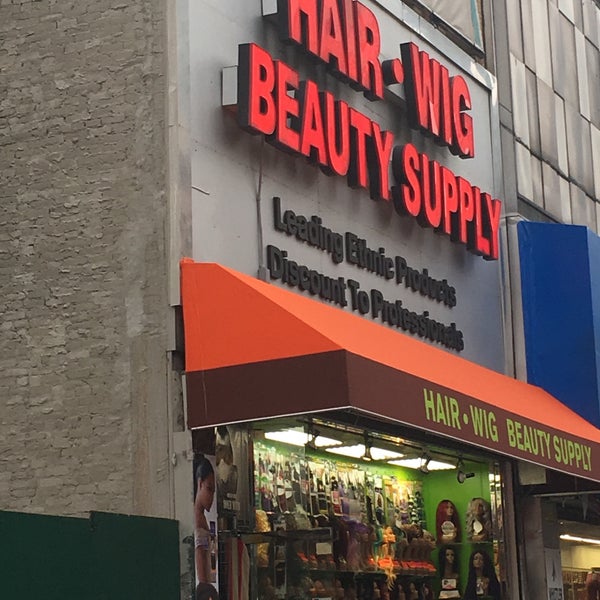 HAIR • WIG
BEAUTY SUPPLY
Leading Ethnic Products
Discount To Professionals
HAIR • WIG BEAUTY SUPPLY